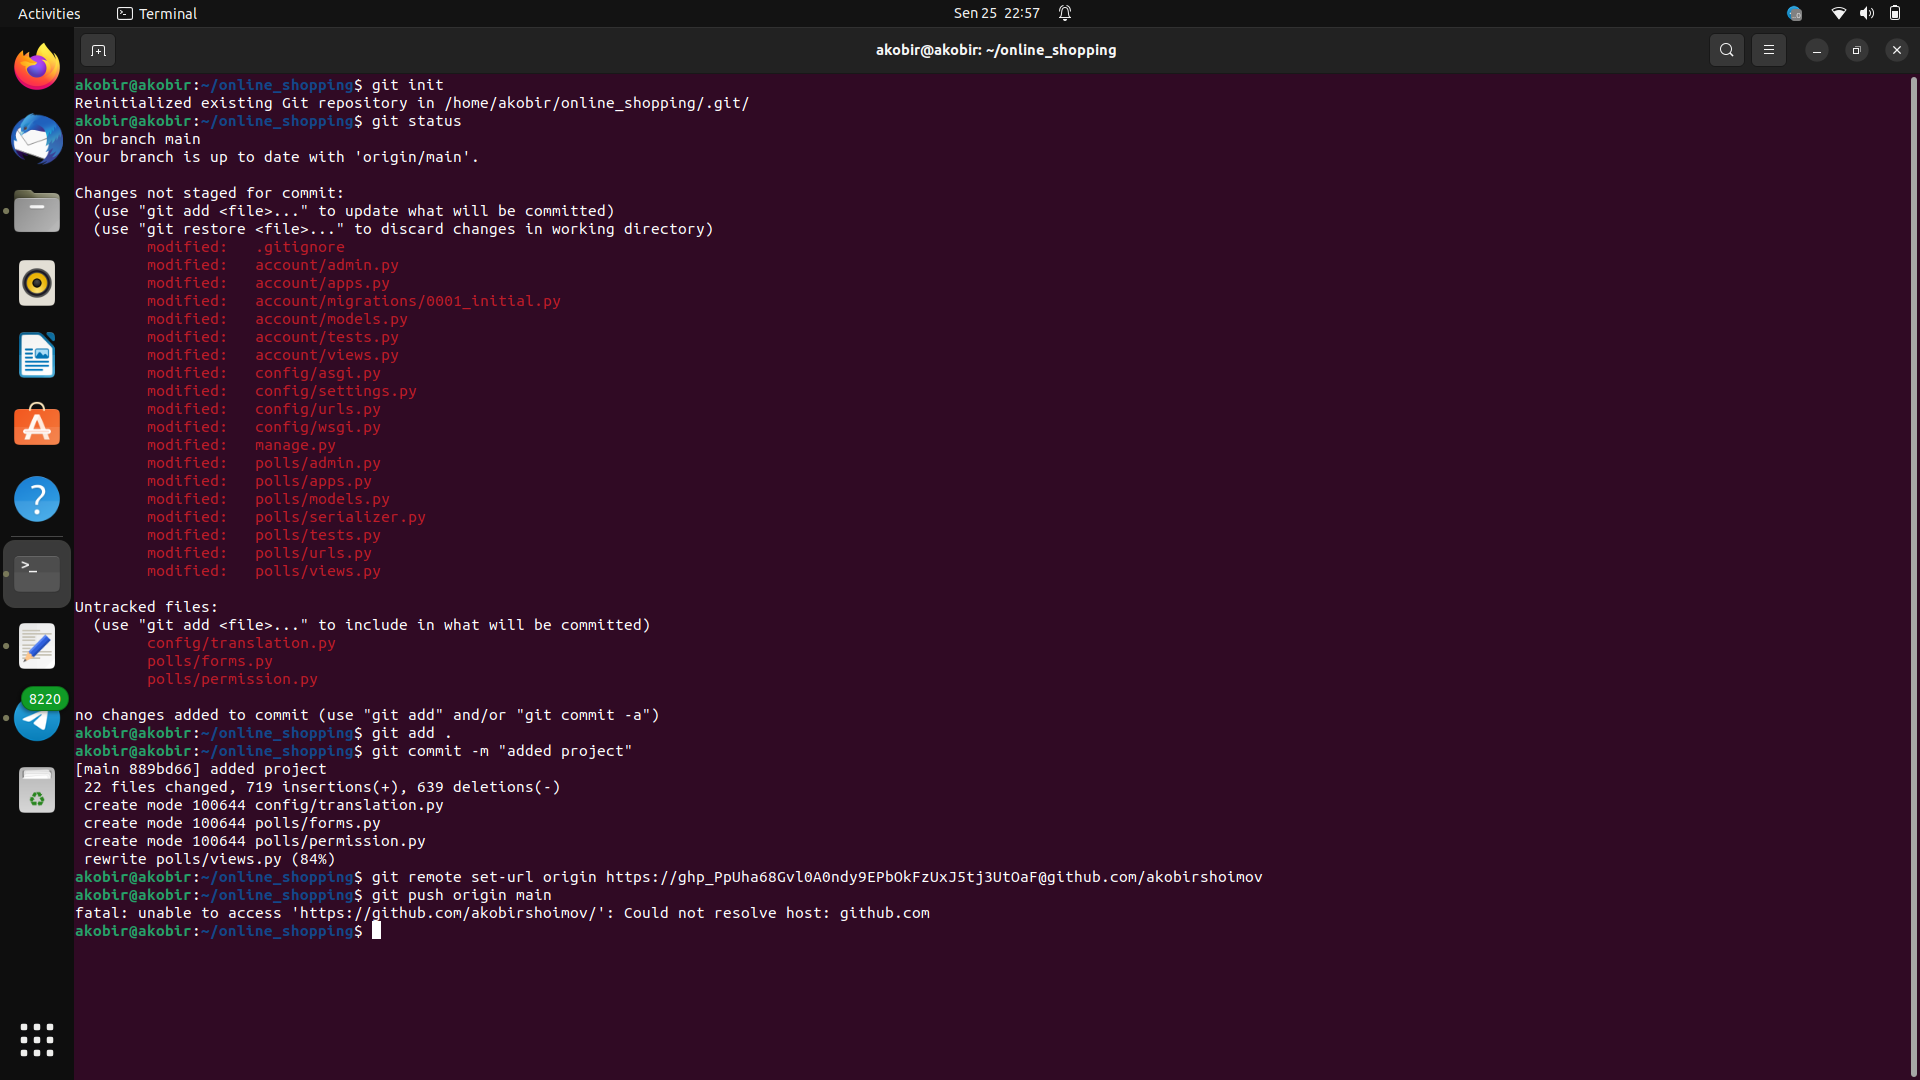 Activities
Terminal
Sen 25 22:57
akobir@akobir: ~/online_shopping
akobir@akobir:~/online_shopping$ git init
Reinitialized existing Git repository in /home/akobir/online_shopping/.git/
akobir@akobir:~/online_shopping$ git status
On branch main
Your branch is up to date with 'origin/main'.
Changes not staged for commit:
  (use "git add <file>..." to update what will be committed)
  (use "git restore <file>..." to discard changes in working directory)
        modified:   .gitignore
        modified:   account/admin.py
        modified:   account/apps.py
        modified:   account/migrations/0001_initial.py
        modified:   account/models.py
        modified:   account/tests.py
        modified:   account/views.py
        modified:   config/asgi.py
        modified:   config/settings.py
        modified:   config/urls.py
        modified:   config/wsgi.py
        modified:   manage.py
        modified:   polls/admin.py
        modified:   polls/apps.py
        modified:   polls/models.py
        modified:   polls/serializer.py
        modified:   polls/tests.py
        modified:   polls/urls.py
        modified:   polls/views.py
Untracked files:
  (use "git add <file>..." to include in what will be committed)
        config/translation.py
        polls/forms.py
        polls/permission.py
no changes added to commit (use "git add" and/or "git commit -a")
akobir@akobir:~/online_shopping$ git add .
akobir@akobir:~/online_shopping$ git commit -m "added project"
[main 889bd66] added project
 22 files changed, 719 insertions(+), 639 deletions(-)
 create mode 100644 config/translation.py
 create mode 100644 polls/forms.py
 create mode 100644 polls/permission.py
 rewrite polls/views.py (84%)
akobir@akobir:~/online_shopping$ git remote set-url origin https://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@github.com/akobirshoimov
akobir@akobir:~/online_shopping$ git push origin main
fatal: unable to access 'https://github.com/akobirshoimov/': Could not resolve host: github.com
akobir@akobir:~/online_shopping$
8220